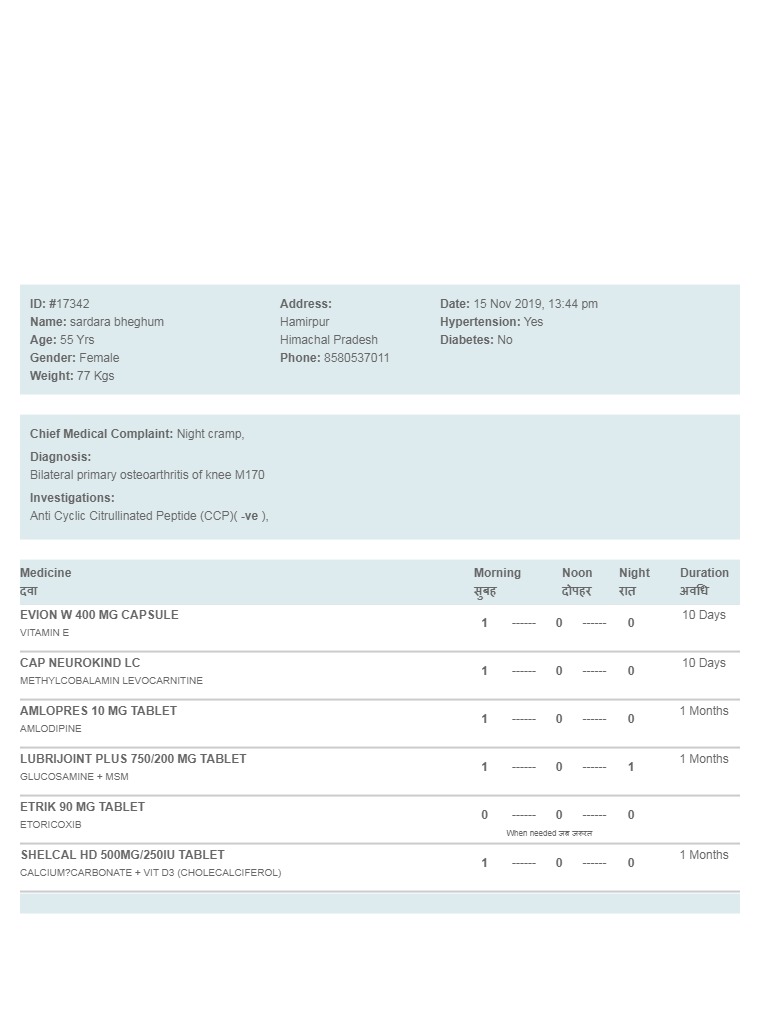 ID: #17342
Name: sardara bheghum
Age: 55 Yrs
Gender: Female
Weight: 77 Kgs
Address:
Hamirpur
Himachal Pradesh
Phone: 8580537011
Date: 15 Nov 2019, 13:44 pm
Hypertension: Yes
Diabetes: No
Chief Medical Complaint: Night cramp,
Diagnosis:
Bilateral primary osteoarthritis of knee M170
Investigations:
Anti Cyclic Citrullinated Peptide (CCP)( -ve ),
Medicine Morning Noon Night Duration
दवा सुबह दोपहर रात अवधि
EVION W 400 MG CAPSULE 1 ------ 0 ------ 0 10 Days
VITAMIN E
CAP NEUROKIND LC 1 ------ 0 ------ 0 10 Days
METHYLCOBALAMIN LEVOCARNITINE
AMLOPRES 10 MG TABLET 1 ------ 0 ------ 0 1 Months
AMLODIPINE
LUBRIJOINT PLUS 750/200 MG TABLET 1 ------ 0 ------ 1 1 Months
GLUCOSAMINE + MSM
ETRIK 90 MG TABLET 0 ------ 0 ------ 0
ETORICOXIB
When needed जब जरुरत
SHELCAL HD 500MG/250IU TABLET 1 ------ 0 ------ 0 1 Months
CALCIUM?CARBONATE + VIT D3 (CHOLECALCIFEROL)